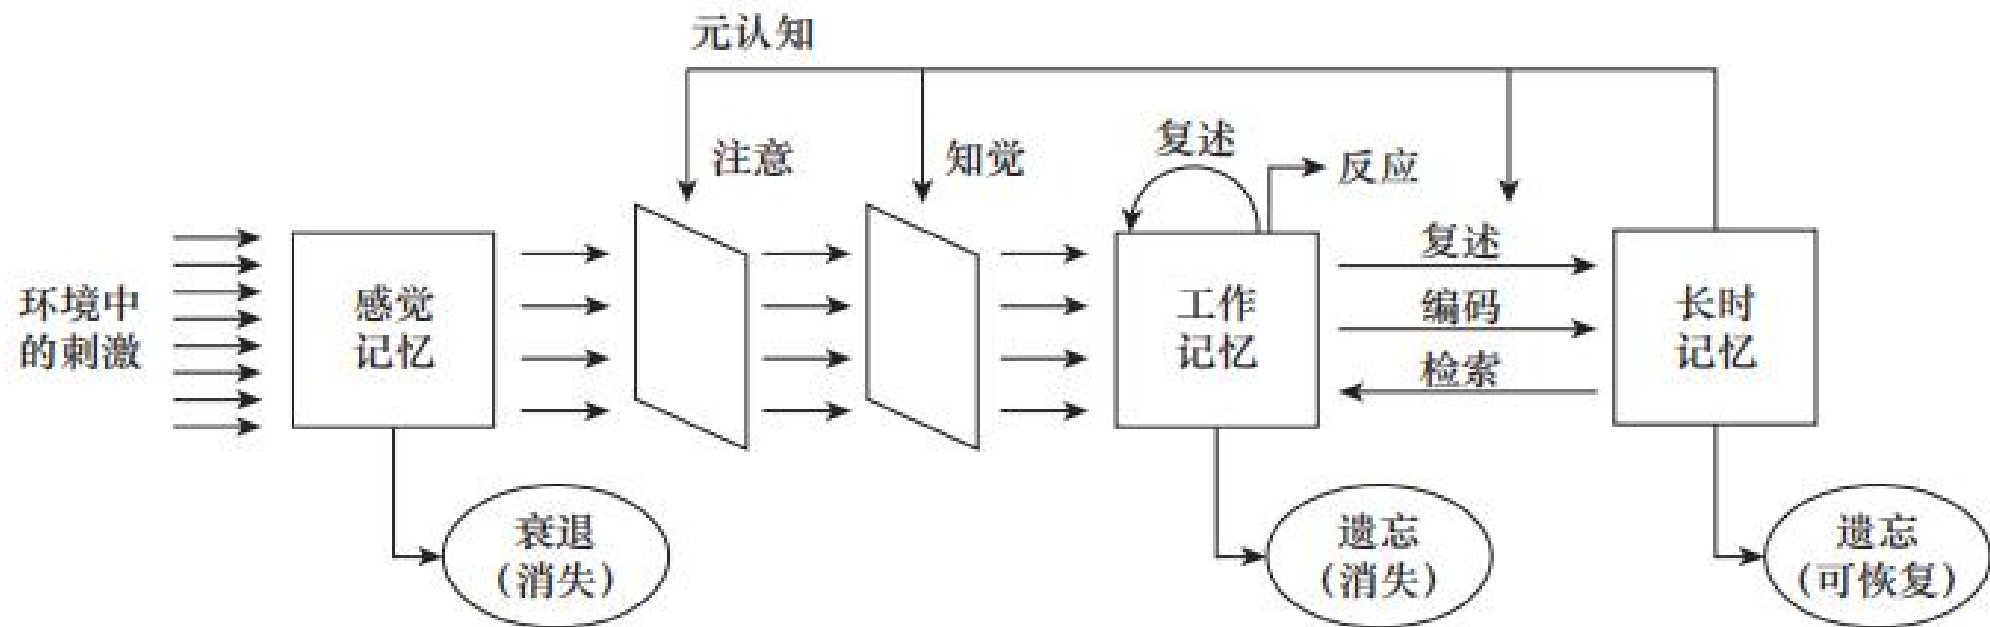 元认知
注意
知觉
复述
反应
环境中
的刺激
感觉
记忆
工作
记忆
复述
编码
检索
长时
记忆
衰退
(消失)
遗忘
(消失)
遗忘
(可恢复)